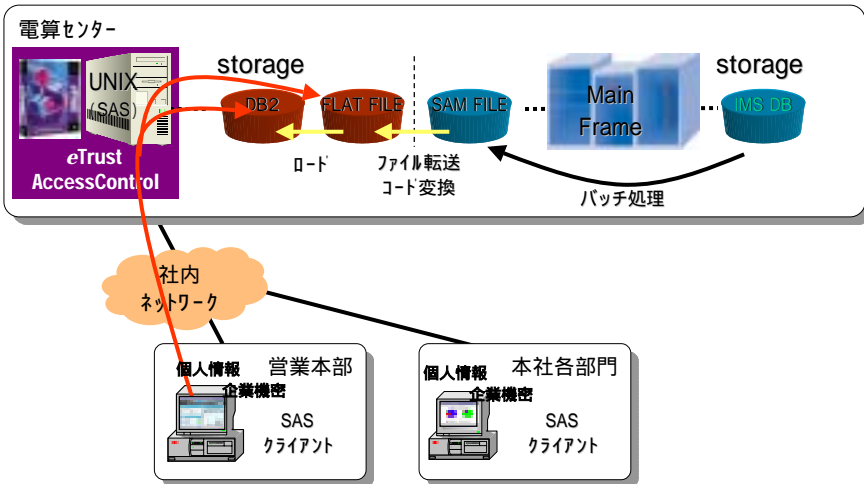 電算ｾﾝﾀｰ
storage
storage
UNIX
(SAS)
DB2
FLAT FILE
SAM FILE
Main
Frame
IMS DB
eTrust
AccessControl
ﾛｰﾄﾞ
ﾌｧｲﾙ転送
ｺｰﾄﾞ変換
バッチ処理
社内
ﾈｯﾄﾜｰｸ
個人情報
営業本部
企業機密
SAS
ｸﾗｲｱﾝﾄ
個人情報
本社各部門
企業機密
SAS
ｸﾗｲｱﾝﾄ